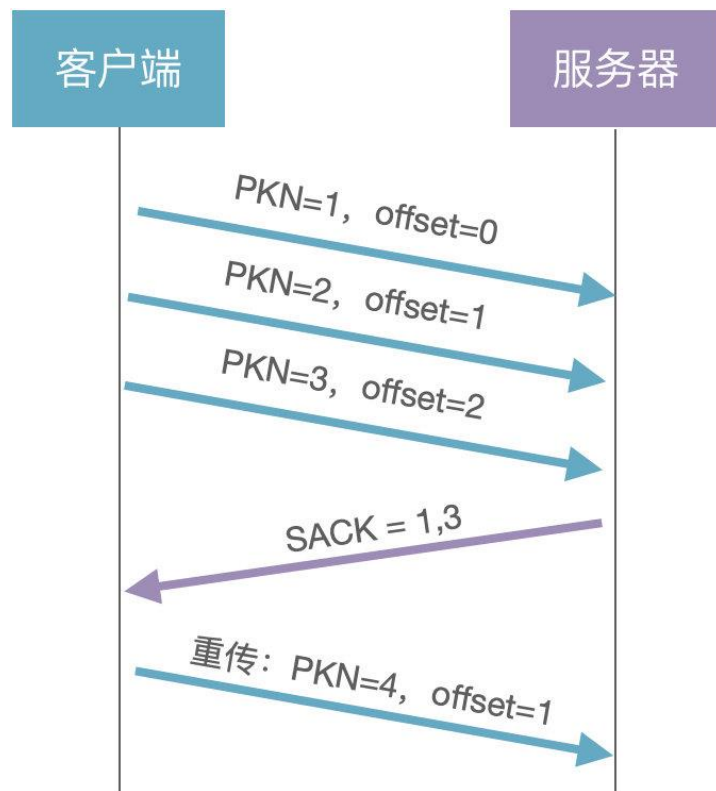 客户端
服务器
PKN=1，offset=0
PKN=2，offset=1
PKN=3，offset=2
SACK = 1,3
重传：PKN=4，offset=1